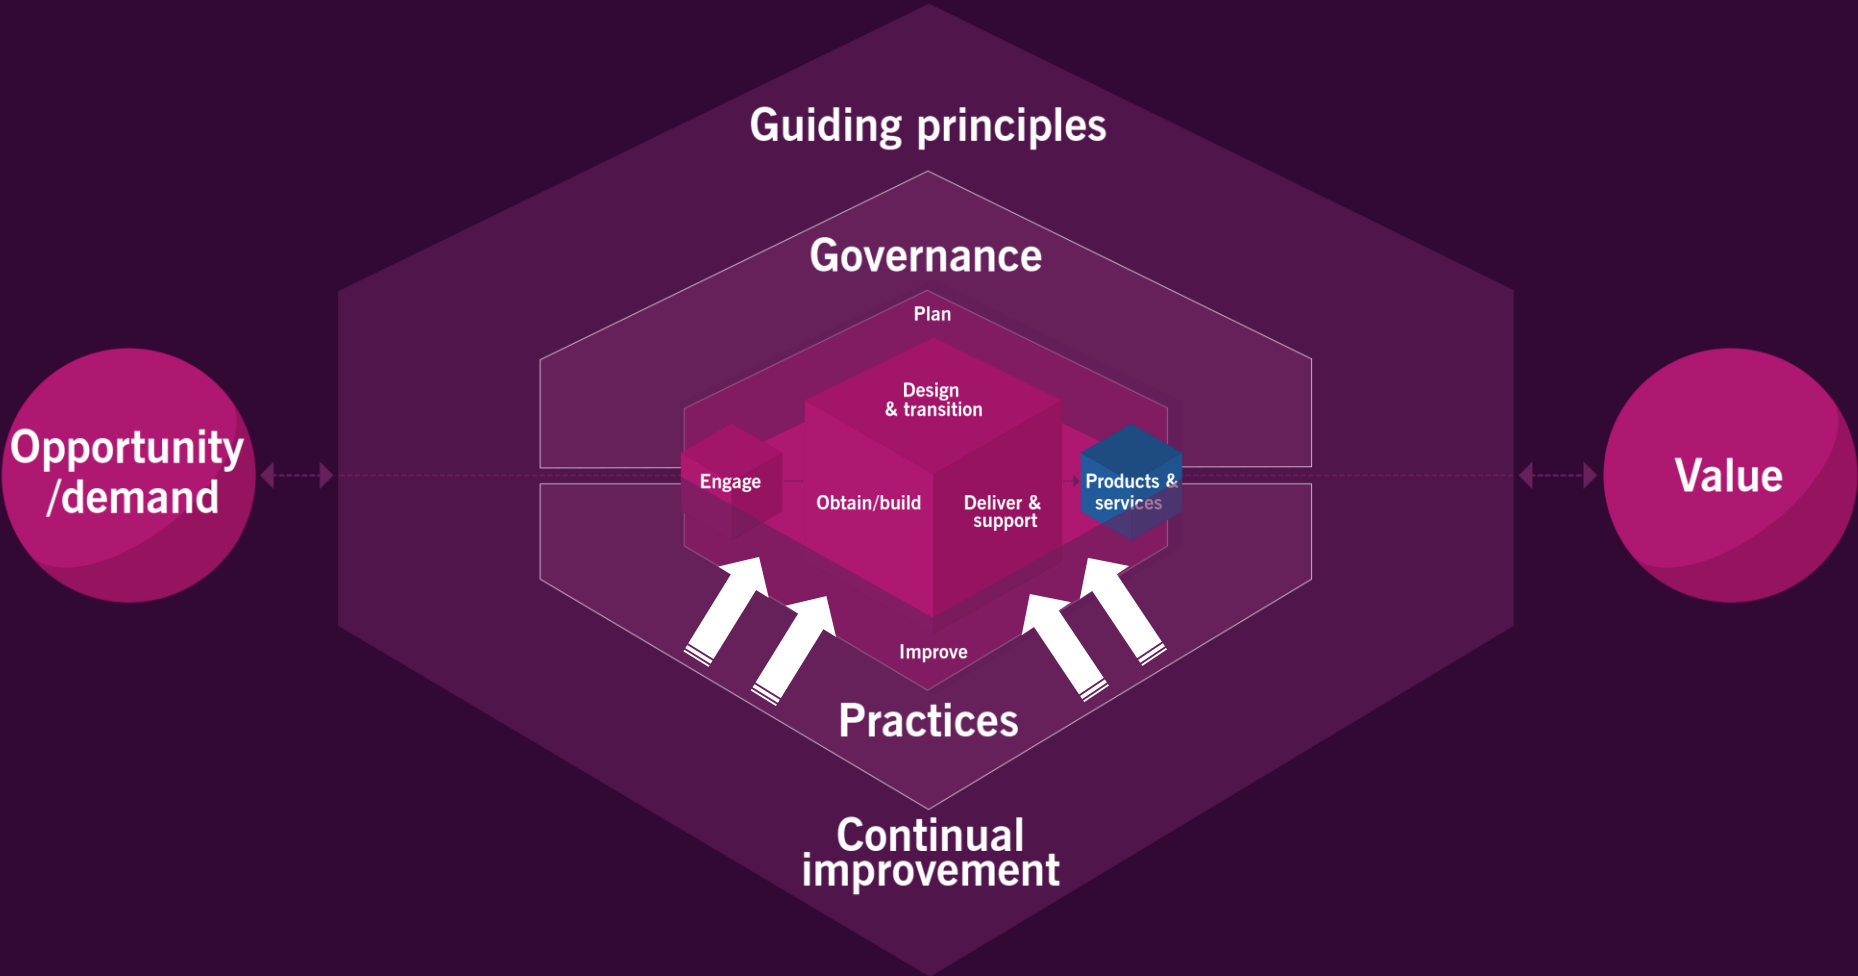 Guiding principles
Governance
Plan
Design
& transition
Opportunity
/demand
Engage
Obtain/build
Deliver &
support
Products &
services
Value
Improve
Practices
Continual
improvement